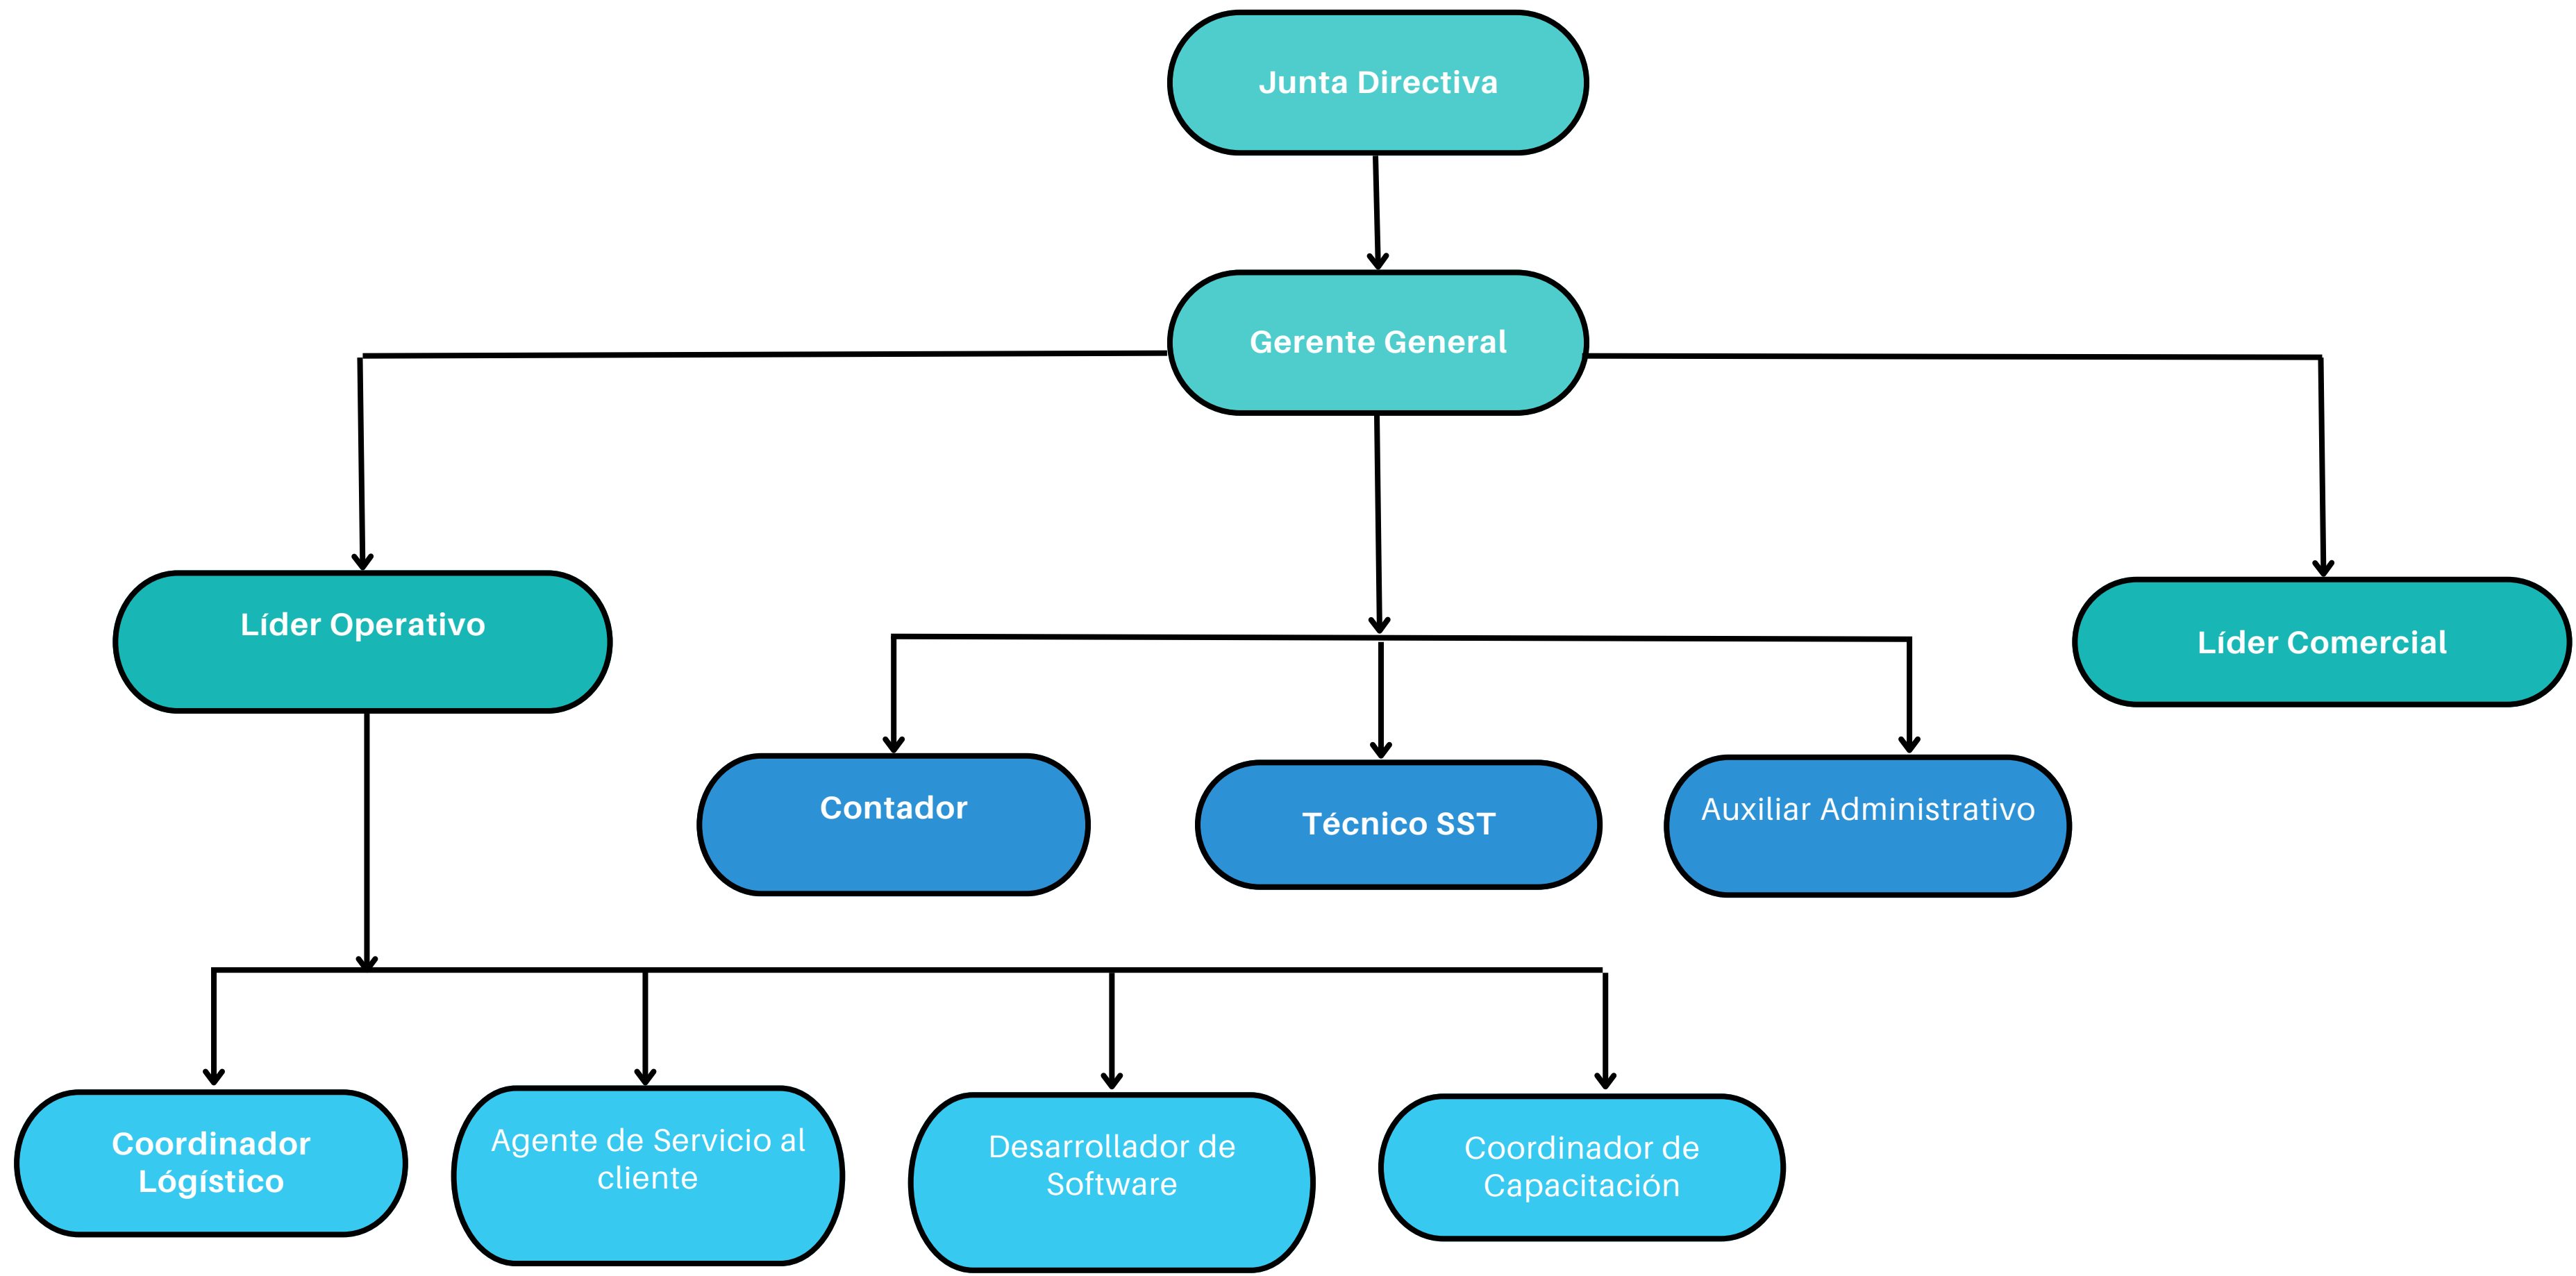 Junta Directiva
Gerente General
Líder Operativo
Líder Comercial
Contador
Técnico SST
Auxiliar Administrativo
Coordinador
Lógístico
Agente de Servicio al
cliente
Desarrollador de
Software
Coordinador de
Capacitación